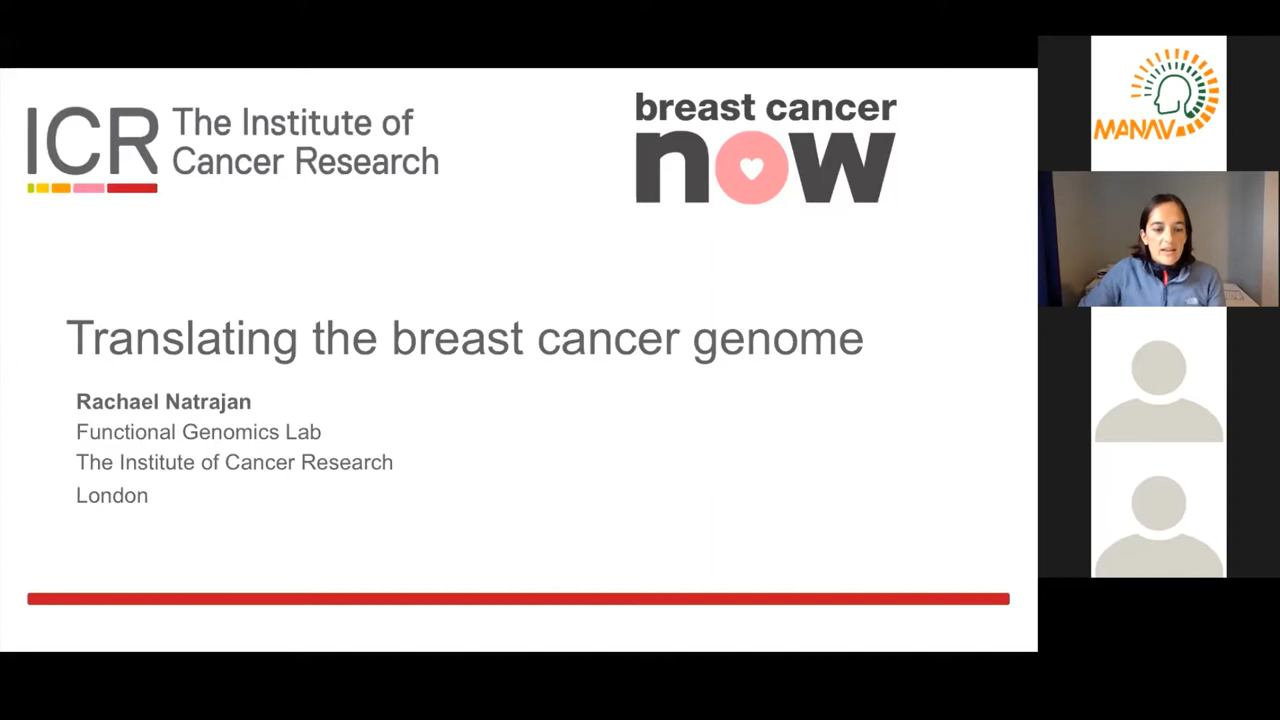 ICR The Institute of
Cancer Research
breast cancer
now
MANAV
Translating the breast cancer genome
Rachael Natrajan
Functional Genomics Lab
The Institute of Cancer Research
London